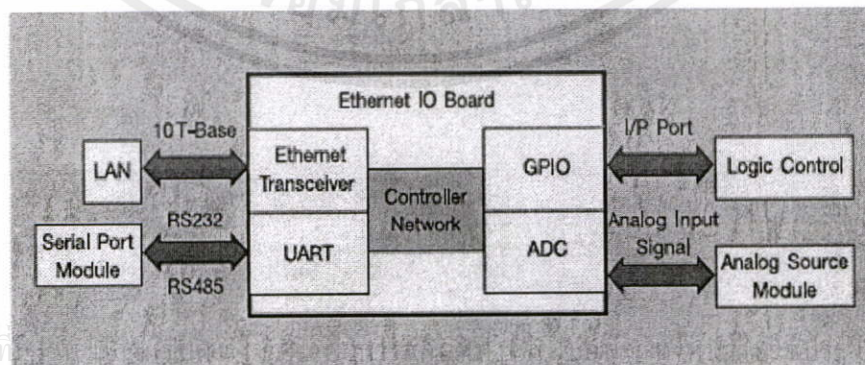 Ethernet IO Board
10T-Base
LAN
Ethernet
Transceiver
Controller
Network
GPIO
I/P Port
Logic Control
RS232
Serial Port
Module
RS485
UART
ADC
Analog Input
Signal
Analog Source
Module